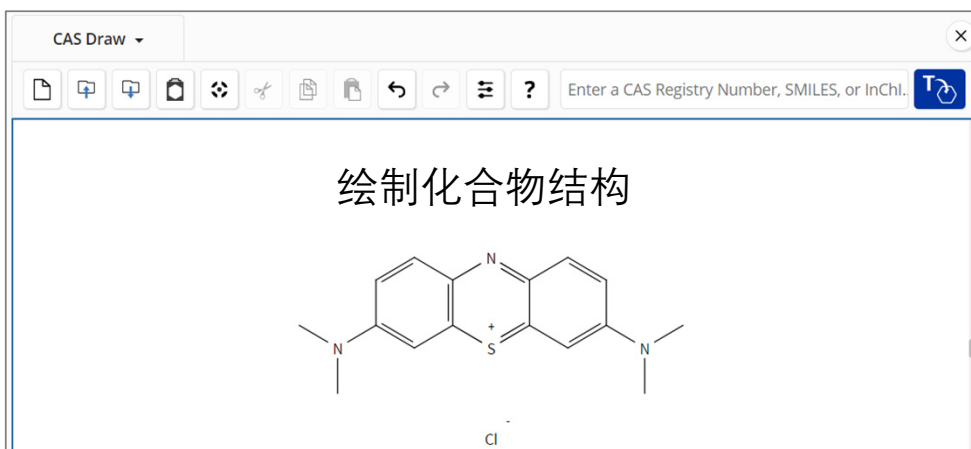 CAS Draw
?
Enter a CAS Registry Number, SMILES, or InChI..
T
绘制化合物结构
N
+
N
S
N
-
Cl